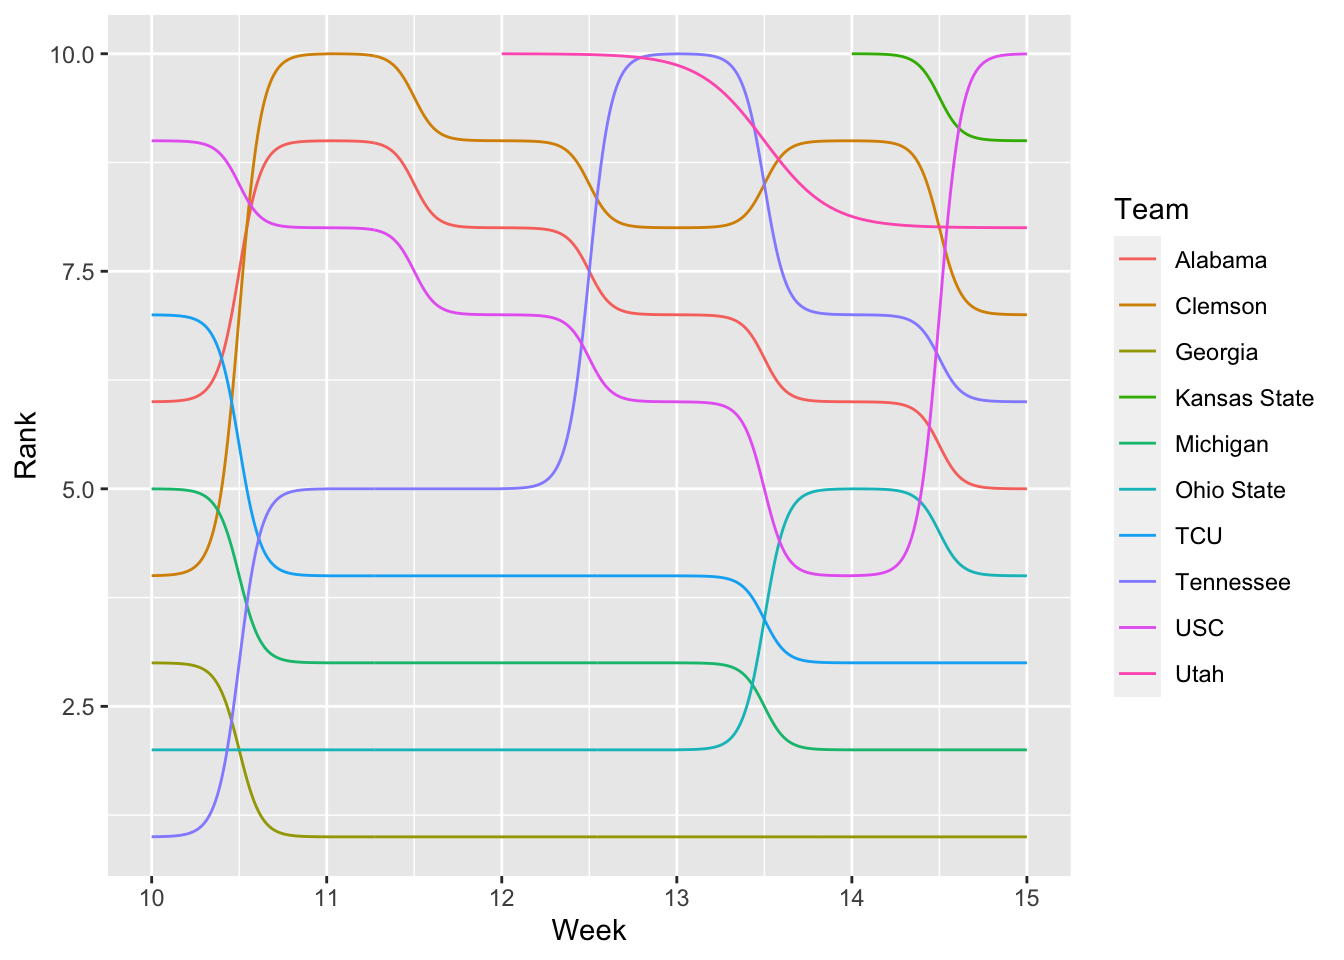 10.0
7.5
5.0
2.5
Rank
10 11 12 13 14 15
Week
Team
Alabama
Clemson
Georgia
Kansas State
Michigan
Ohio State
TCU
Tennessee
USC
Utah